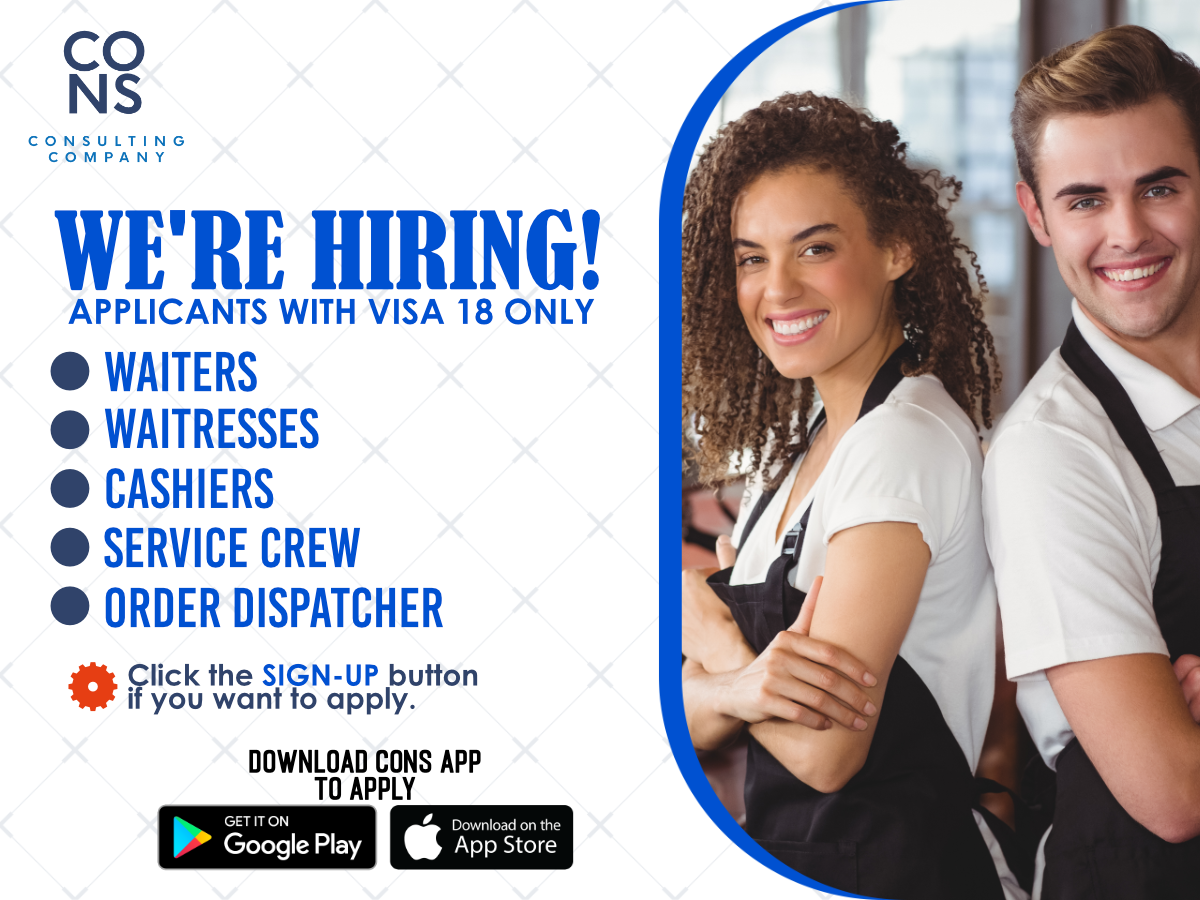 CO
NS
CONSULTING
COMPANY
WE'RE HIRING!
APPLICANTS WITH VISA 18 ONLY
WAITERS
WAITRESSES
CASHIERS
SERVICE CREW
ORDER DISPATCHER
Click the SIGN-UP button
if you want to apply.
DOWNLOAD CONS APP
TO APPLY
GET IT ON
Google Play
Download on the
App Store